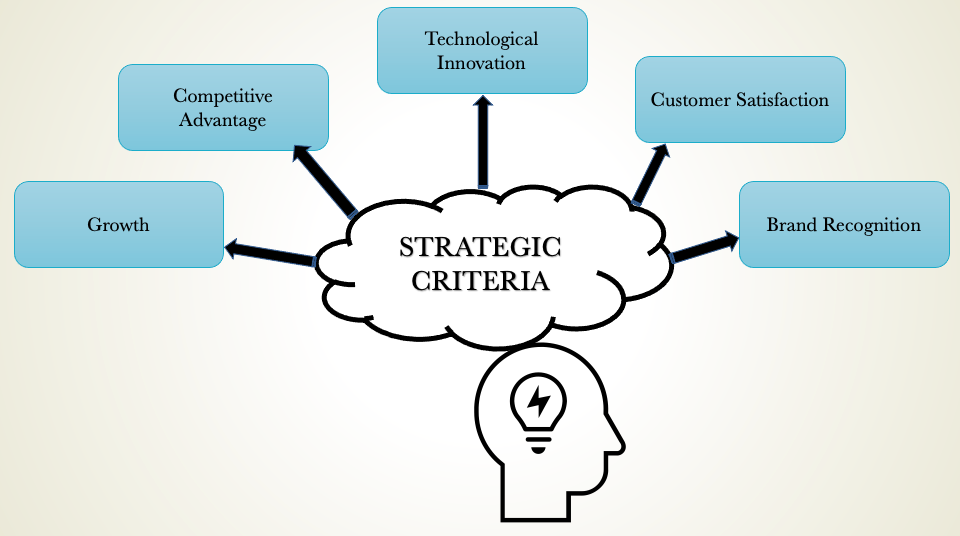 Technological
Innovation
Competitive
Advantage
Customer Satisfaction
Growth
Brand Recognition
STRATEGIC
CRITERIA